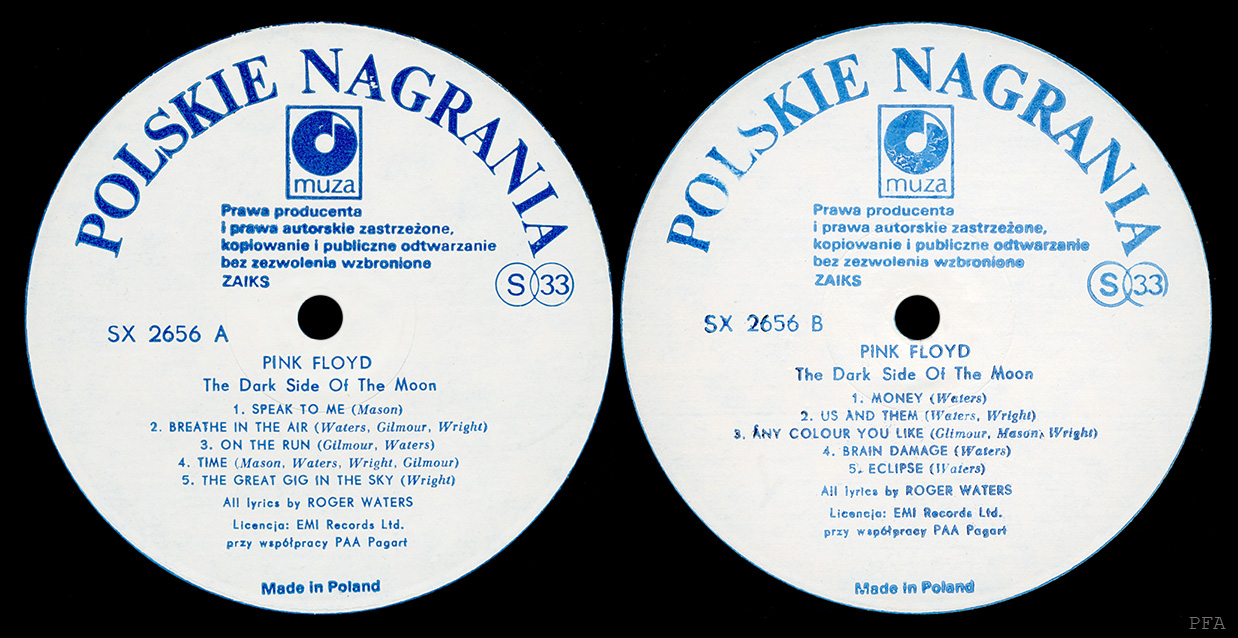 POLSKIE NAGRANIA
muza
Prawa producenta
i prawa autorskie zastrzeżone,
kopiowanie i publiczne odtwarzanie
bez zezwolenia wzbronione
ZAIKS
S 33
SX 2656 A
PINK FLOYD
The Dark Side Of The Moon
1. SPEAK TO ME (Mason)
2. BREATHE IN THE AIR (Waters, Gilmour, Wright)
3. ON THE RUN (Gilmour, Waters)
4. TIME (Mason, Waters, Wright, Gilmour)
5. THE GREAT GIG IN THE SKY (Wright)
All lyrics by ROGER WATERS
Licencja: EMI Records Ltd.
przy współpracy PAA Pagart
Made in Poland
POLSKIE NAGRANIA
muza
Prawa producenta
i prawa autorskie zastrzeżone,
kopiowanie i publiczne odtwarzanie
bez zezwolenia wzbronione
ZAIKS
S 33
SX 2656 B
PINK FLOYD
The Dark Side Of The Moon
1. MONEY (Waters)
2. US AND THEM (Waters, Wright)
3. ANY COLOUR YOU LIKE (Glimour, Mason, Wright)
4. BRAIN DAMAGE (Waters)
5. ECLIPSE (Waters)
All lyrics by ROGER WATERS
Licencja: EMI Records Ltd.
przy współpracy PAA Pagart
Made in Poland
PFA